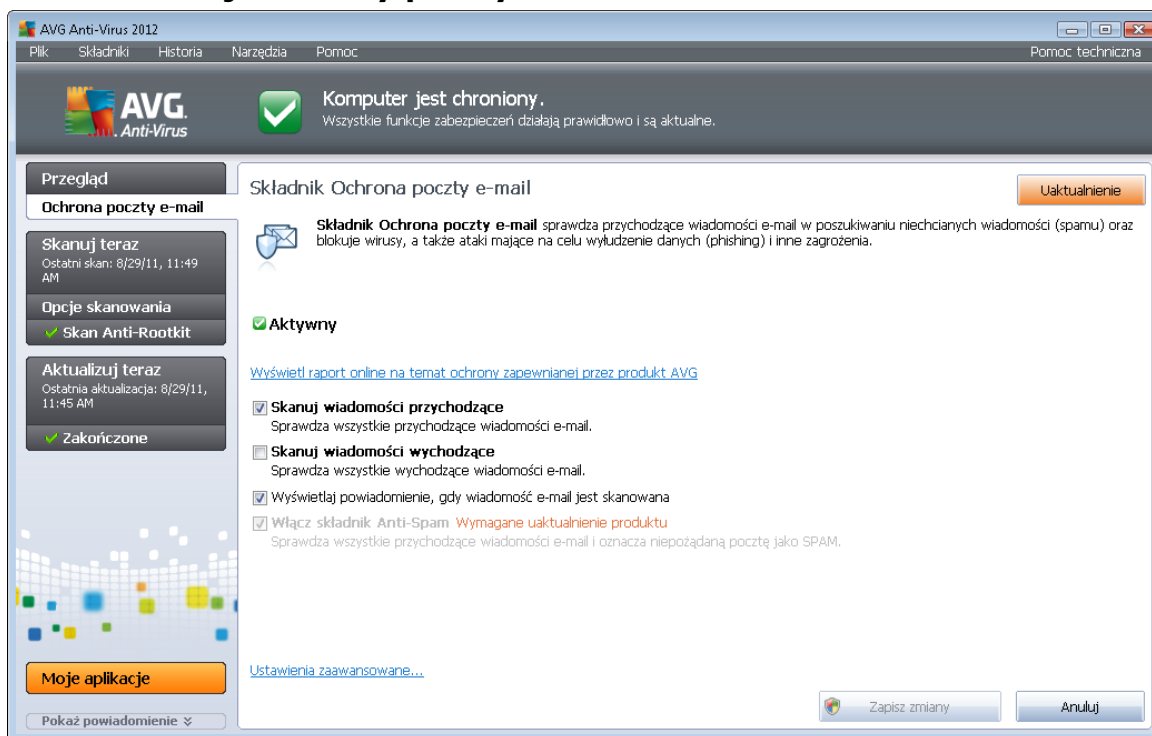 AVG Anti-Virus 2012
Plik Składniki Historia Narzędzia Pomoc Pomoc techniczna
AVG.
Anti-Virus
Komputer jest chroniony.
Wszystkie funkcje zabezpieczeń działają prawidłowo i są aktualne.
Przegląd
Ochrona poczty e-mail
Skanuj teraz
Ostatni skan: 8/29/11, 11:49
AM
Opcje skanowania
Skan Anti-Rootkit
Aktualizuj teraz
Ostatnia aktualizacja: 8/29/11,
11:45 AM
Zakończone
Moje aplikacje
Pokaż powiadomienie
Składnik Ochrona poczty e-mail
Uaktualnienie
Składnik Ochrona poczty e-mail sprawdza przychodzące wiadomości e-mail w poszukiwaniu niechcianych wiadomości (spamu) oraz
blokuje wirusy, a także ataki mające na celu wyłudzenie danych (phishing) i inne zagrożenia.
Aktywny
Wyświetl raport online na temat ochrony zapewnianej przez produkt AVG
Skanuj wiadomości przychodzące
Sprawdza wszystkie przychodzące wiadomości e-mail.
Skanuj wiadomości wychodzące
Sprawdza wszystkie wychodzące wiadomości e-mail.
Wyświetlaj powiadomienie, gdy wiadomość e-mail jest skanowana
Włącz składnik Anti-Spam Wymagane uaktualnienie produktu
Sprawdza wszystkie przychodzące wiadomości e-mail i oznacza niepożądaną pocztę jako SPAM.
Ustawienia zaawansowane...
Zapisz zmiany
Anuluj